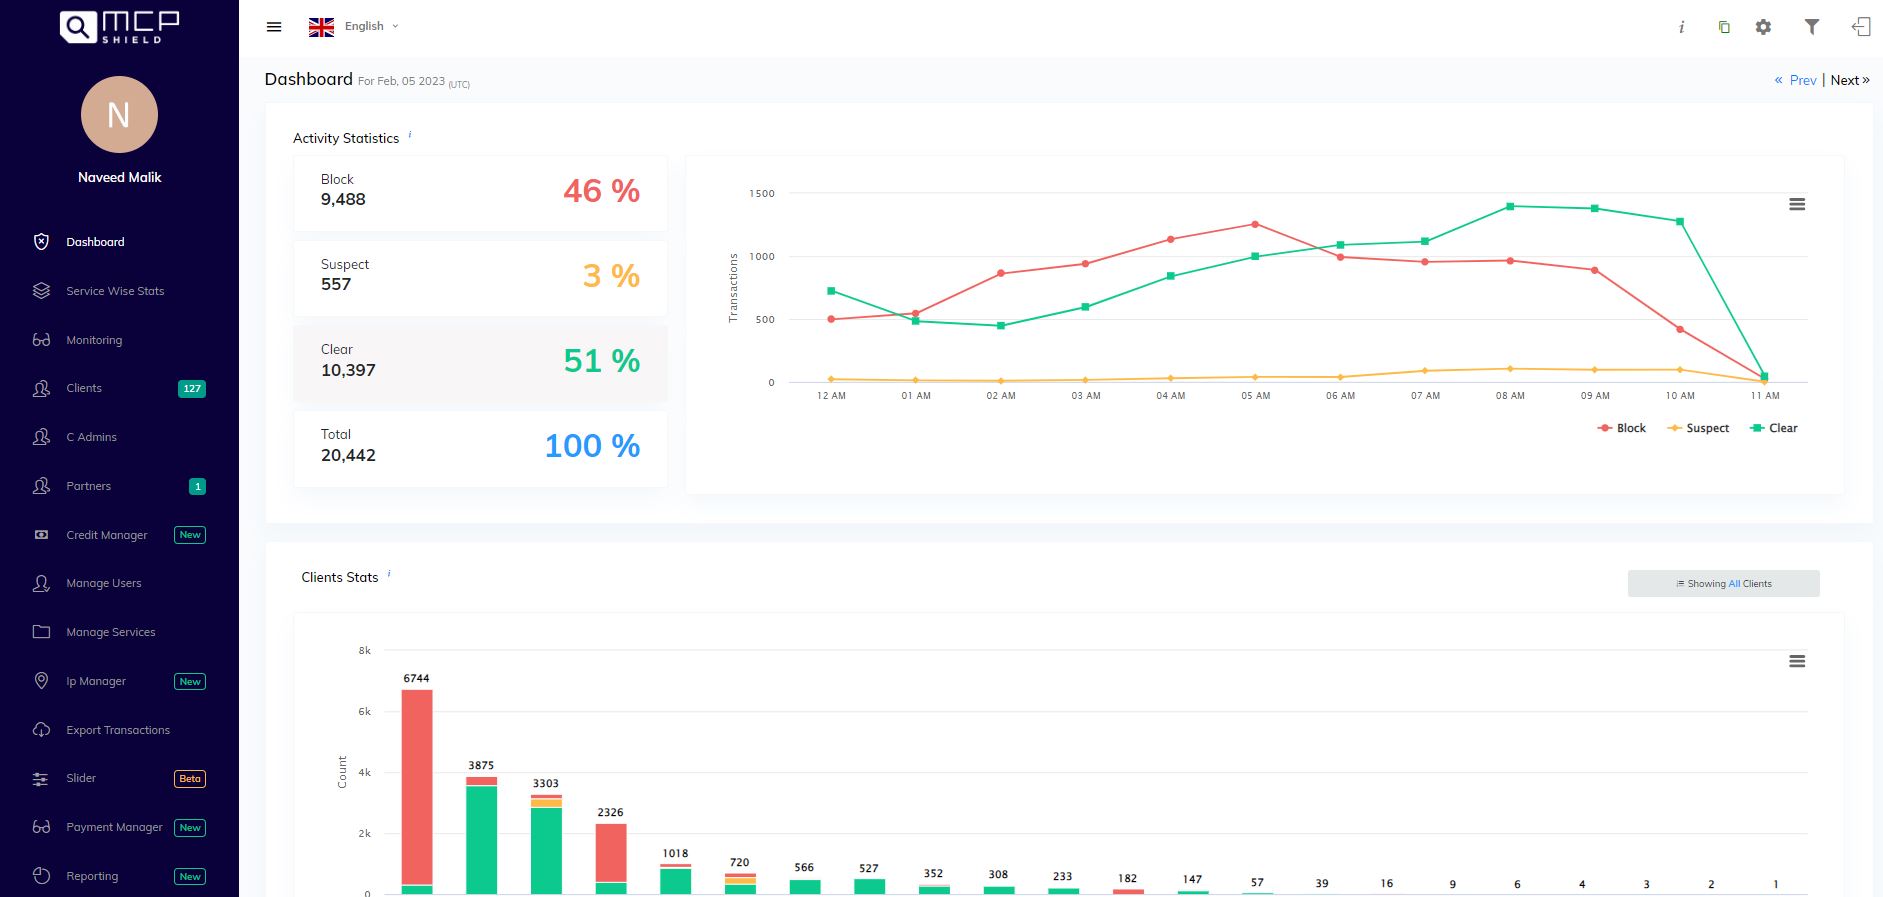 MCP
SHIELD
N
Naveed Malik
Dashboard
Service Wise Stats
Monitoring
Clients 127
C Admins
Partners 1
Credit Manager New
Manage Users
Manage Services
Ip Manager New
Export Transactions
Slider Beta
Payment Manager New
Reporting New
English
i
Dashboard For Feb, 05 2023 (UTC)
« Prev | Next »
Activity Statistics i
Block
9,488
46 %
Suspect
557
3 %
Clear
10,397
51 %
Total
20,442
100 %
Transactions
1500
1000
500
0
12 AM 01 AM 02 AM 03 AM 04 AM 05 AM 06 AM 07 AM 08 AM 09 AM 10 AM 11 AM
Block Suspect Clear
Clients Stats i
Showing All Clients
Count
8k
6k
4k
2k
0
6744 3875 3303 2326 1018 720 566 527 352 308 233 182 147 57 39 16 9 6 4 3 2 1